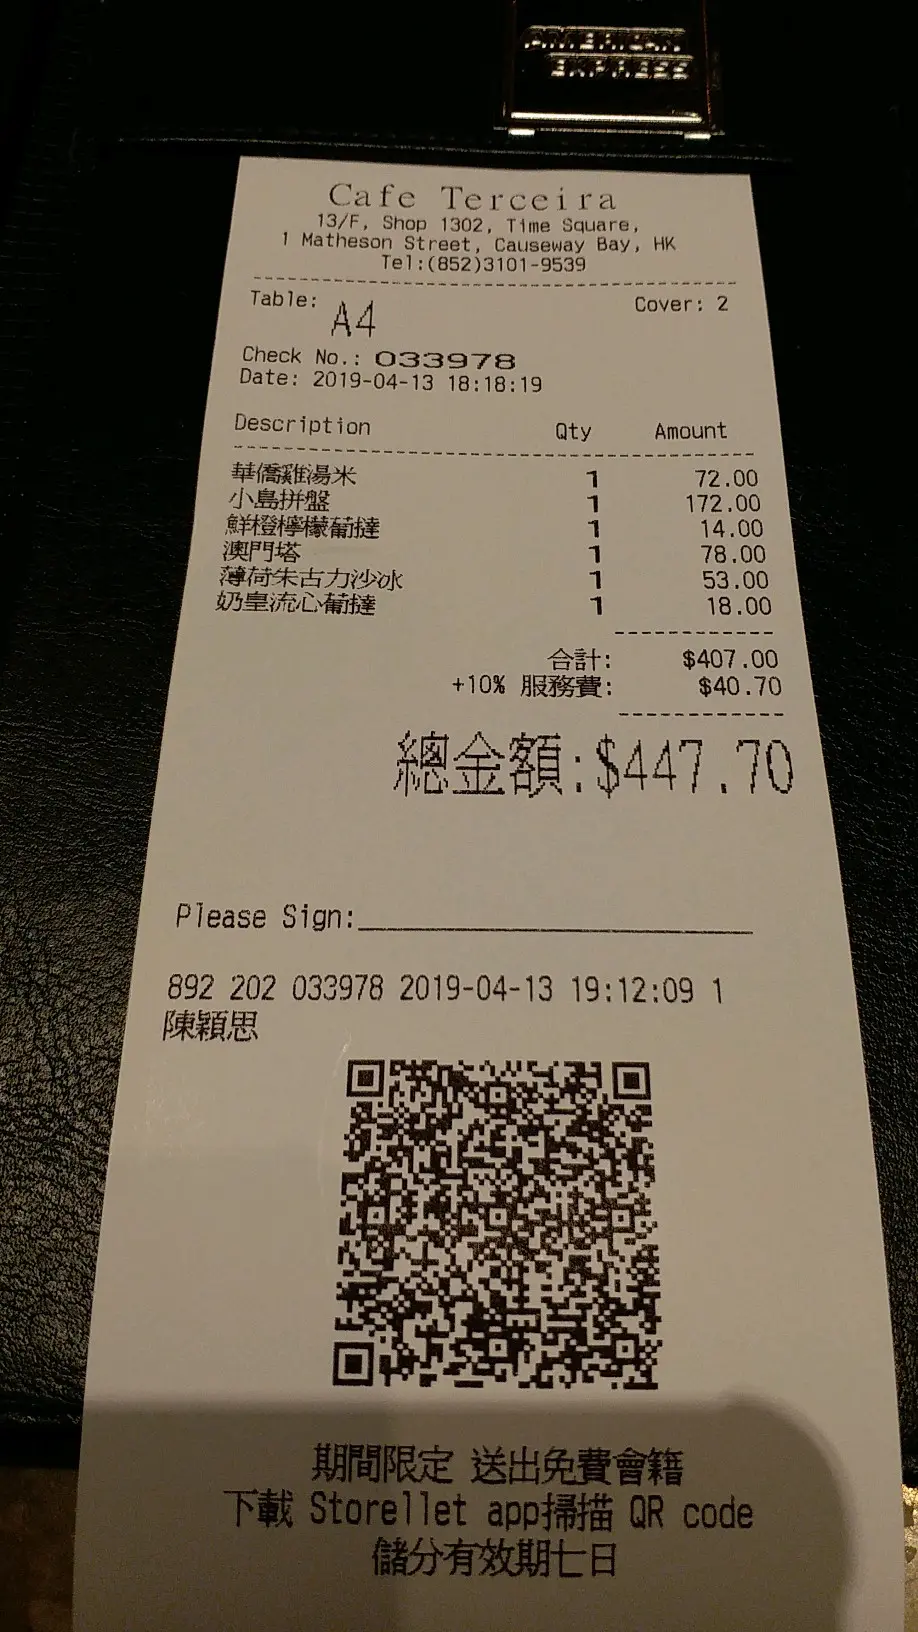 AMERICAN
EXPRESS
Cafe Terceira
13/F, Shop 1302, Time Square,
1 Matheson Street, Causeway Bay, HK
Tel:(852)3101-9539
Table: A4 Cover: 2
Check No.: 033978
Date: 2019-04-13 18:18:19
Description Qty Amount
華僑雞湯米 1 72.00
小島拼盤 1 172.00
鮮橙檸檬葡撻 1 14.00
澳門塔 1 78.00
薄荷朱古力沙冰 1 53.00
奶皇流心葡撻 1 18.00
合計: $407.00
+10% 服務費: $40.70
總金額:$447.70
Please Sign:
892 202 033978 2019-04-13 19:12:09 1
陳穎思
期間限定 送出免費會籍
下載 Storellet app掃描 QR code
儲分有效期七日